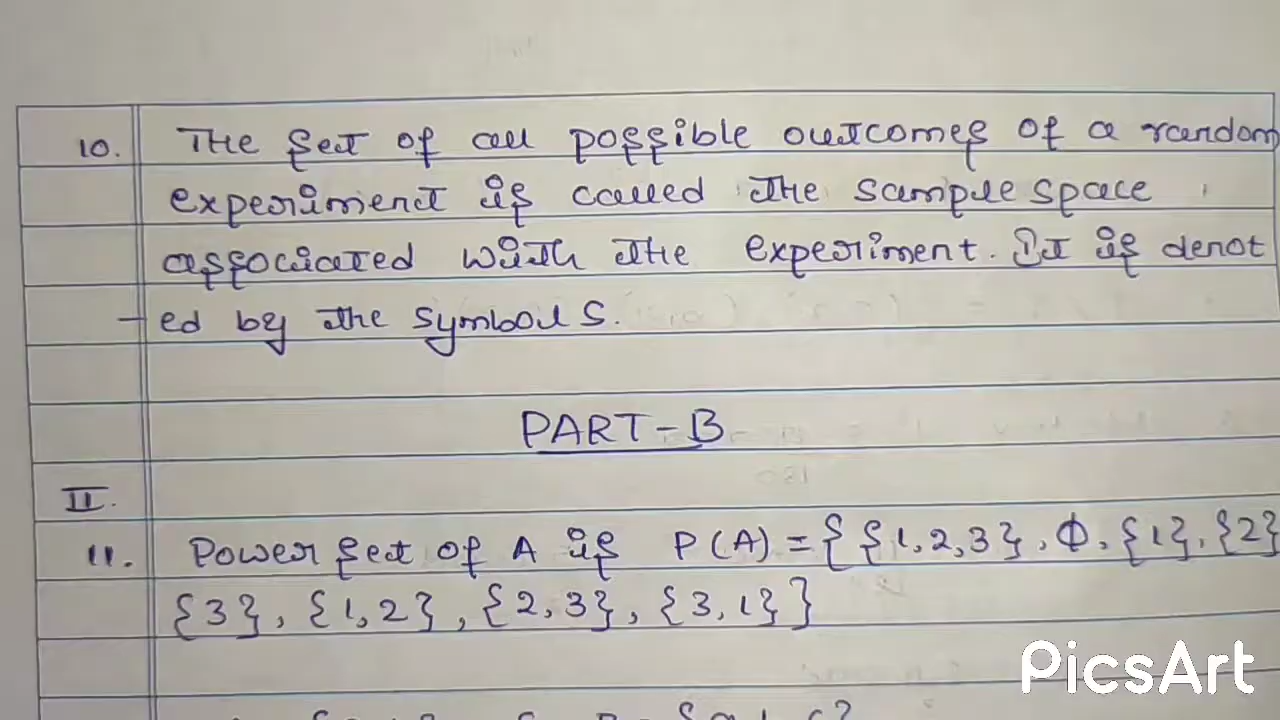 10. The set of all possible outcomes of a random
experiment is called the sample space
associated with the experiment. It is denot
-ed by the symbol S.
PART-B
II.
11. Power set of A is P(A) = {{1,2,3}, Φ, {1}, {2}
{3}, {1,2}, {2,3}, {3,1}}
PicsArt